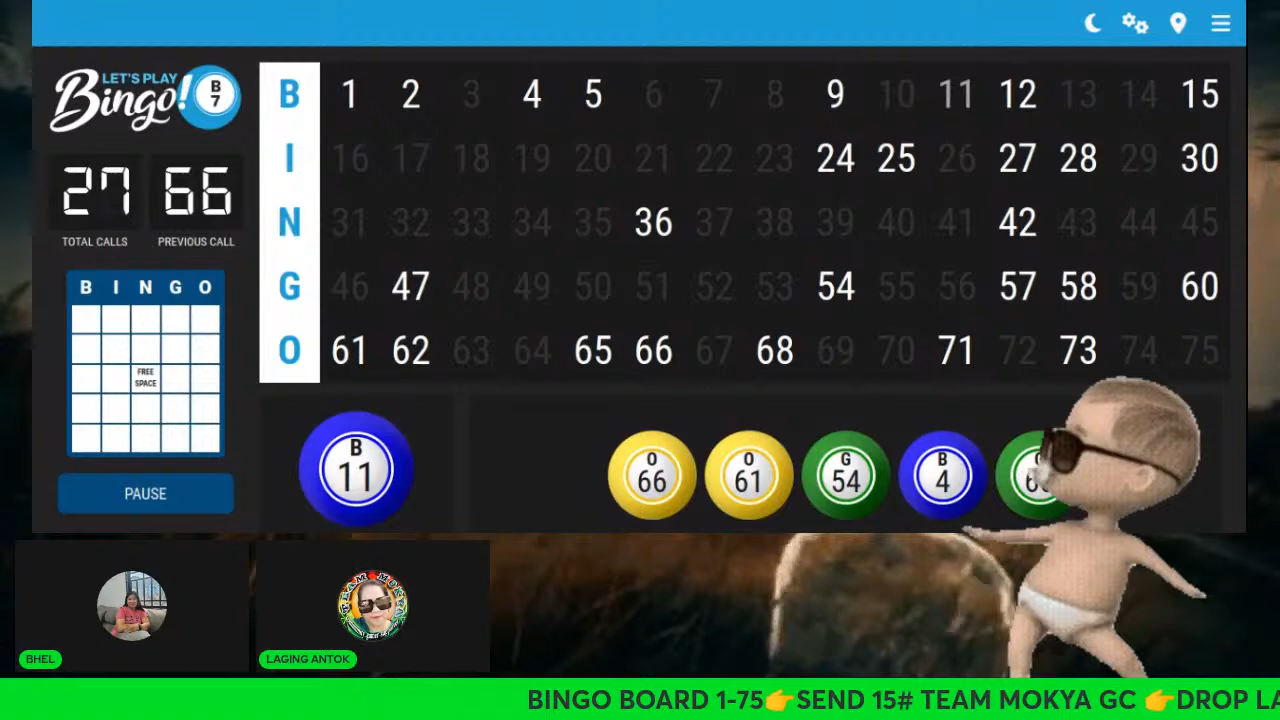 LET'S PLAY
Bingo!
B
7
27
66
TOTAL CALLS
PREVIOUS CALL
B I N G O
FREE
SPACE
PAUSE
B 1 2 3 4 5 6 7 8 9 10 11 12 13 14 15
I 16 17 18 19 20 21 22 23 24 25 26 27 28 29 30
N 31 32 33 34 35 36 37 38 39 40 41 42 43 44 45
G 46 47 48 49 50 51 52 53 54 55 56 57 58 59 60
O 61 62 63 64 65 66 67 68 69 70 71 72 73 74 75
B
11
O
66
O
61
G
54
B
4
BHEL
LAGING ANTOK
BINGO BOARD 1-75👉SEND 15# TEAM MOKYA GC 👉DROP LA